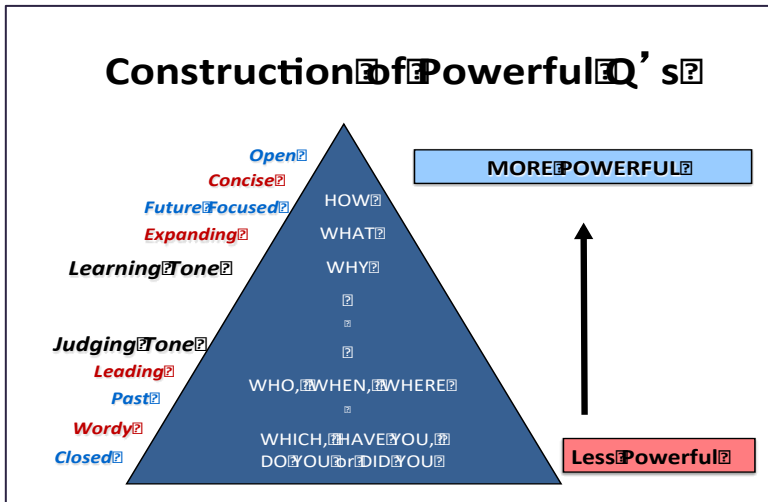 Construction of Powerful Q's
Open
Concise
Future Focused
Expanding
Learning Tone
Judging Tone
Leading
Past
Wordy
Closed
HOW
WHAT
WHY
WHO, WHEN, WHERE
WHICH, HAVE YOU,
DO YOU or DID YOU
MORE POWERFUL
Less Powerful